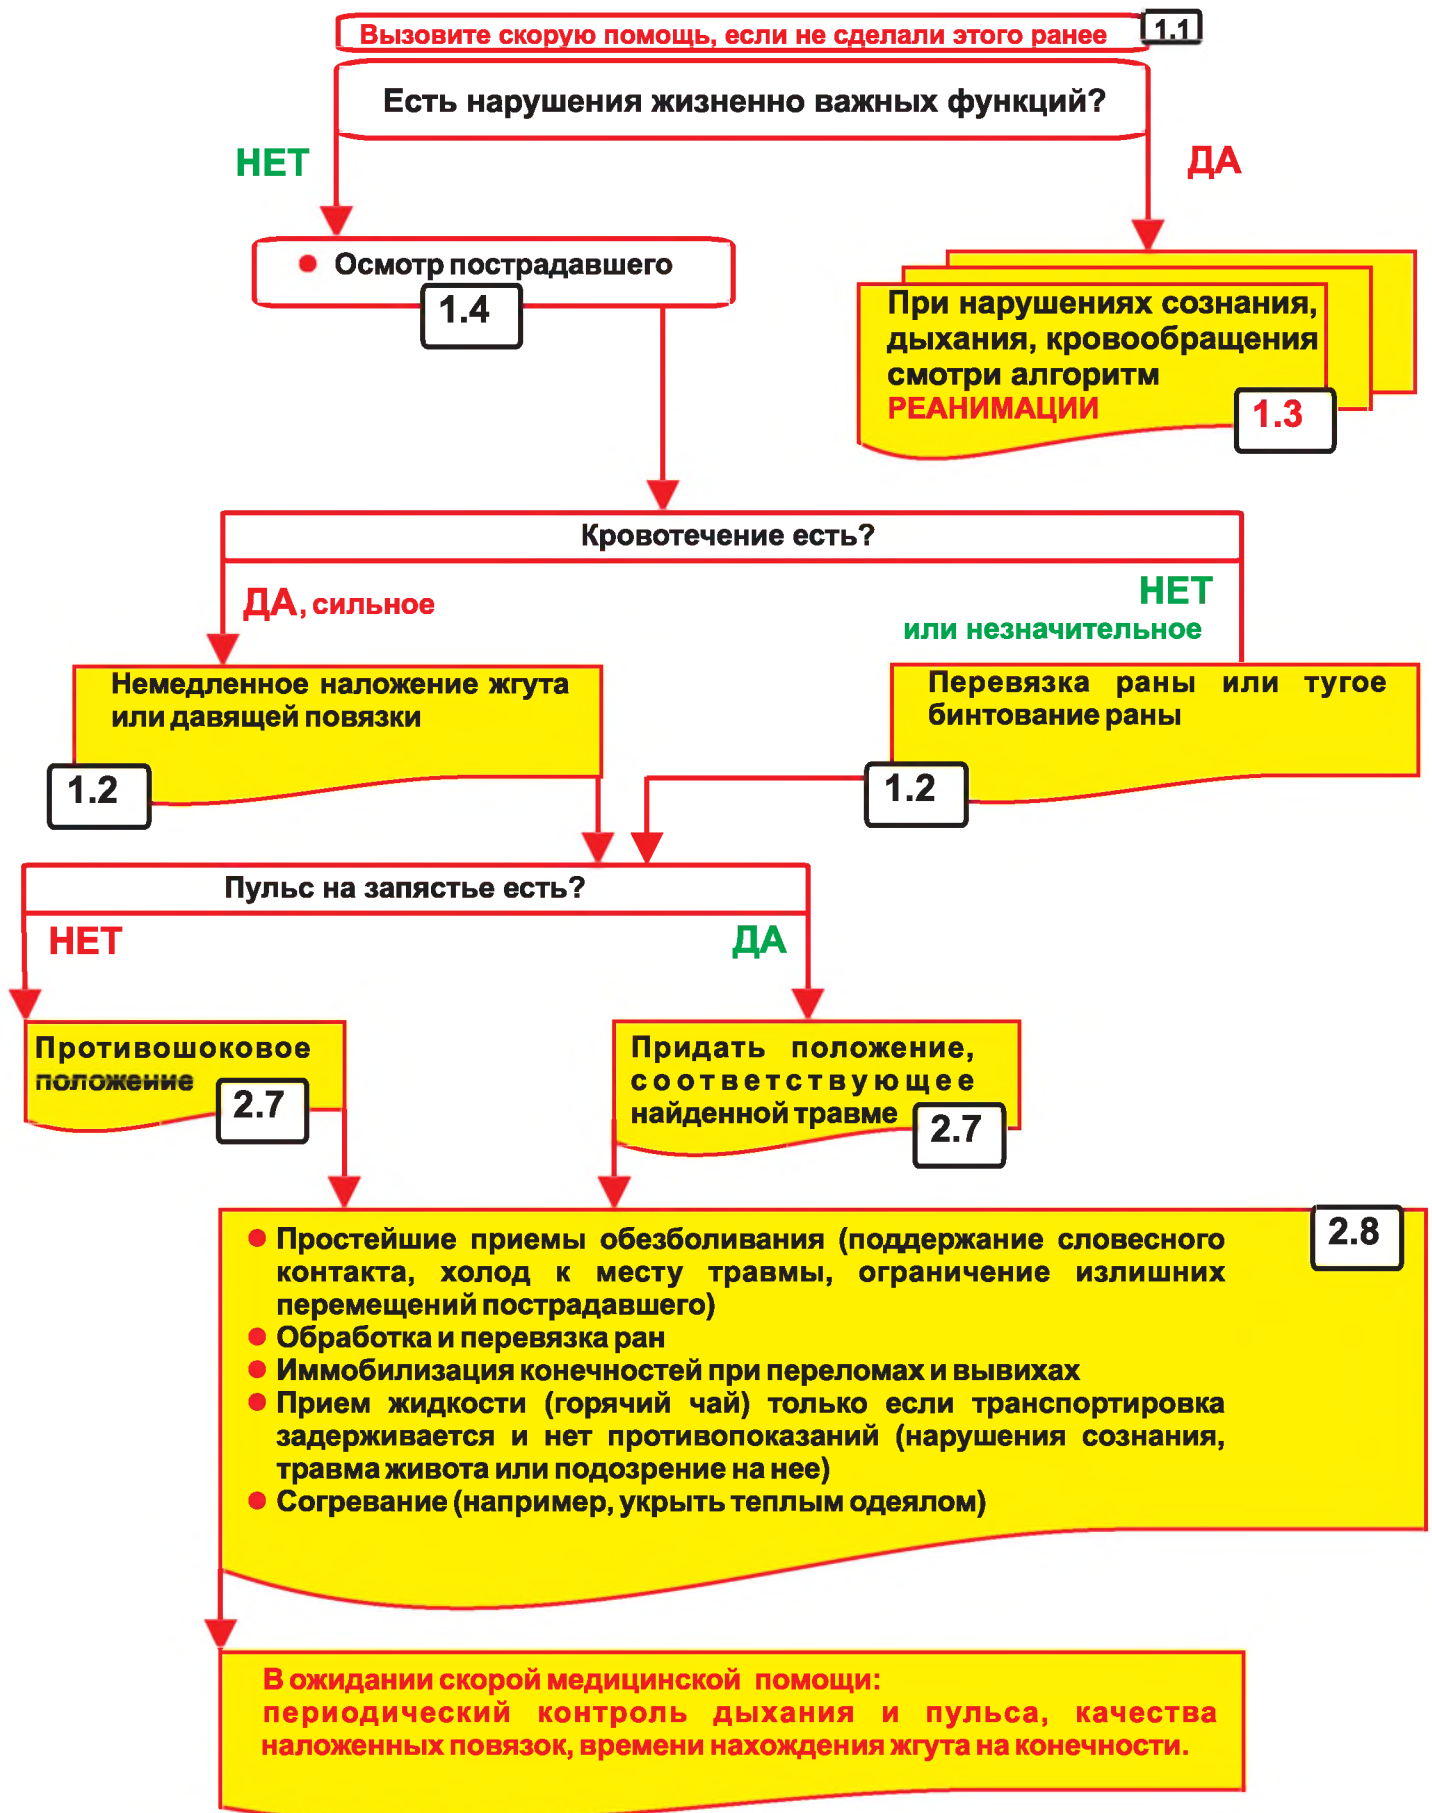 Вызовите скорую помощь, если не сделали этого ранее
1.1
Есть нарушения жизненно важных функций?
НЕТ
ДА
Осмотр пострадавшего
1.4
При нарушениях сознания,
дыхания, кровообращения
смотри алгоритм
РЕАНИМАЦИИ
1.3
Кровотечение есть?
ДА, сильное
НЕТ
или незначительное
Немедленное наложение жгута
или давящей повязки
1.2
Перевязка раны или тугое
бинтование раны
1.2
Пульс на запястье есть?
НЕТ
ДА
Противошоковое
положение
2.7
Придать положение,
соответствующее
найденной травме
2.7
2.8
Простейшие приемы обезболивания (поддержание словесного
контакта, холод к месту травмы, ограничение излишних
перемещений пострадавшего)
Обработка и перевязка ран
Иммобилизация конечностей при переломах и вывихах
Прием жидкости (горячий чай) только если транспортировка
задерживается и нет противопоказаний (нарушения сознания,
травма живота или подозрение на нее)
Согревание (например, укрыть теплым одеялом)
В ожидании скорой медицинской помощи:
периодический контроль дыхания и пульса, качества
наложенных повязок, времени нахождения жгута на конечности.